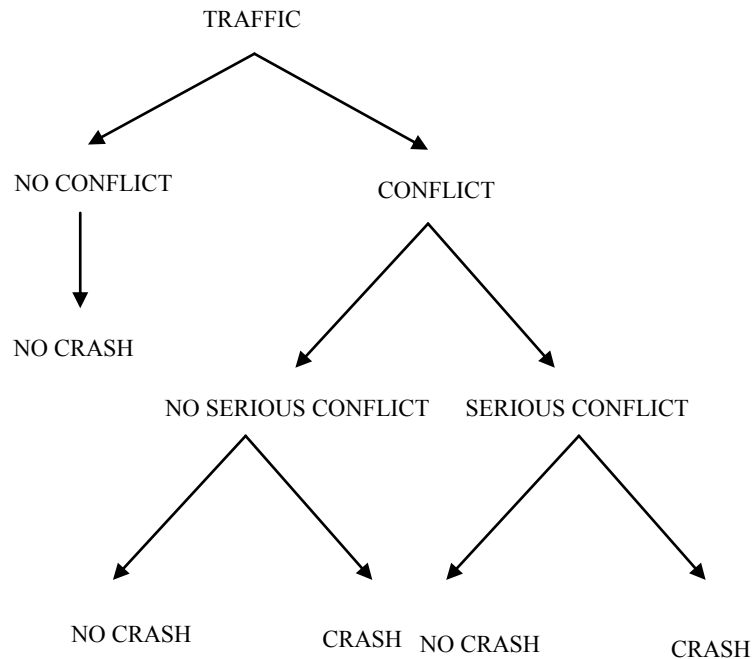 TRAFFIC
NO CONFLICT
CONFLICT
NO CRASH
NO SERIOUS CONFLICT
SERIOUS CONFLICT
NO CRASH
CRASH
NO CRASH
CRASH